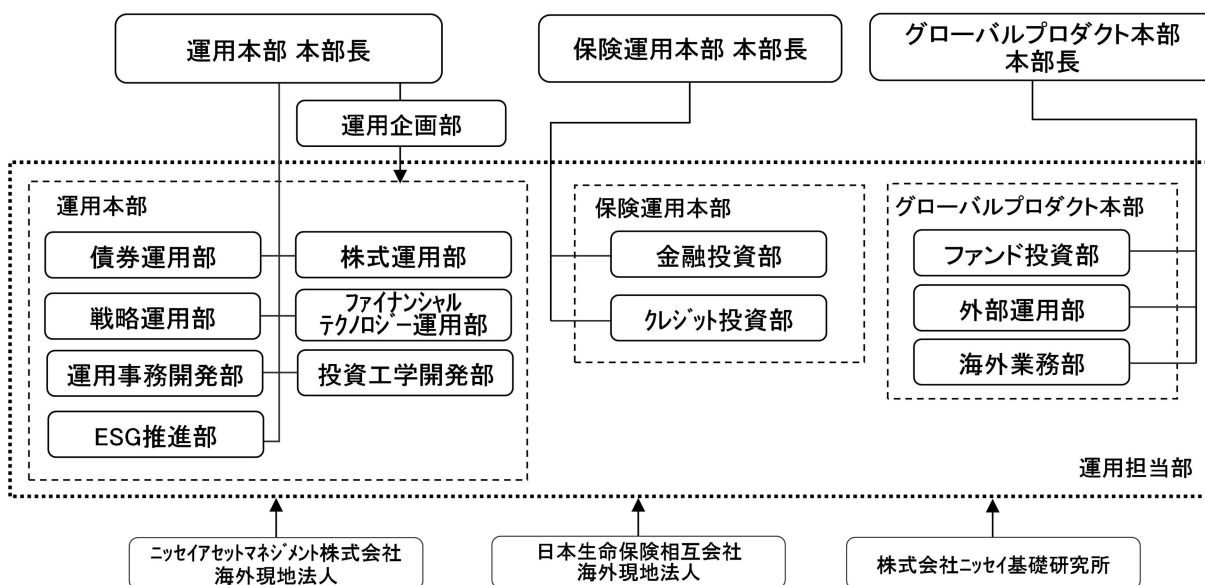 運用本部 本部長
保険運用本部 本部長
グローバルプロダクト本部
本部長
運用企画部
運用本部
債券運用部
株式運用部
戦略運用部
ファイナンシャル
テクノロジー運用部
運用事務開発部
投資工学開発部
ESG推進部
保険運用本部
金融投資部
クレジット投資部
グローバルプロダクト本部
ファンド投資部
外部運用部
海外業務部
運用担当部
ニッセイアセットマネジメント株式会社
海外現地法人
日本生命保険相互会社
海外現地法人
株式会社ニッセイ基礎研究所